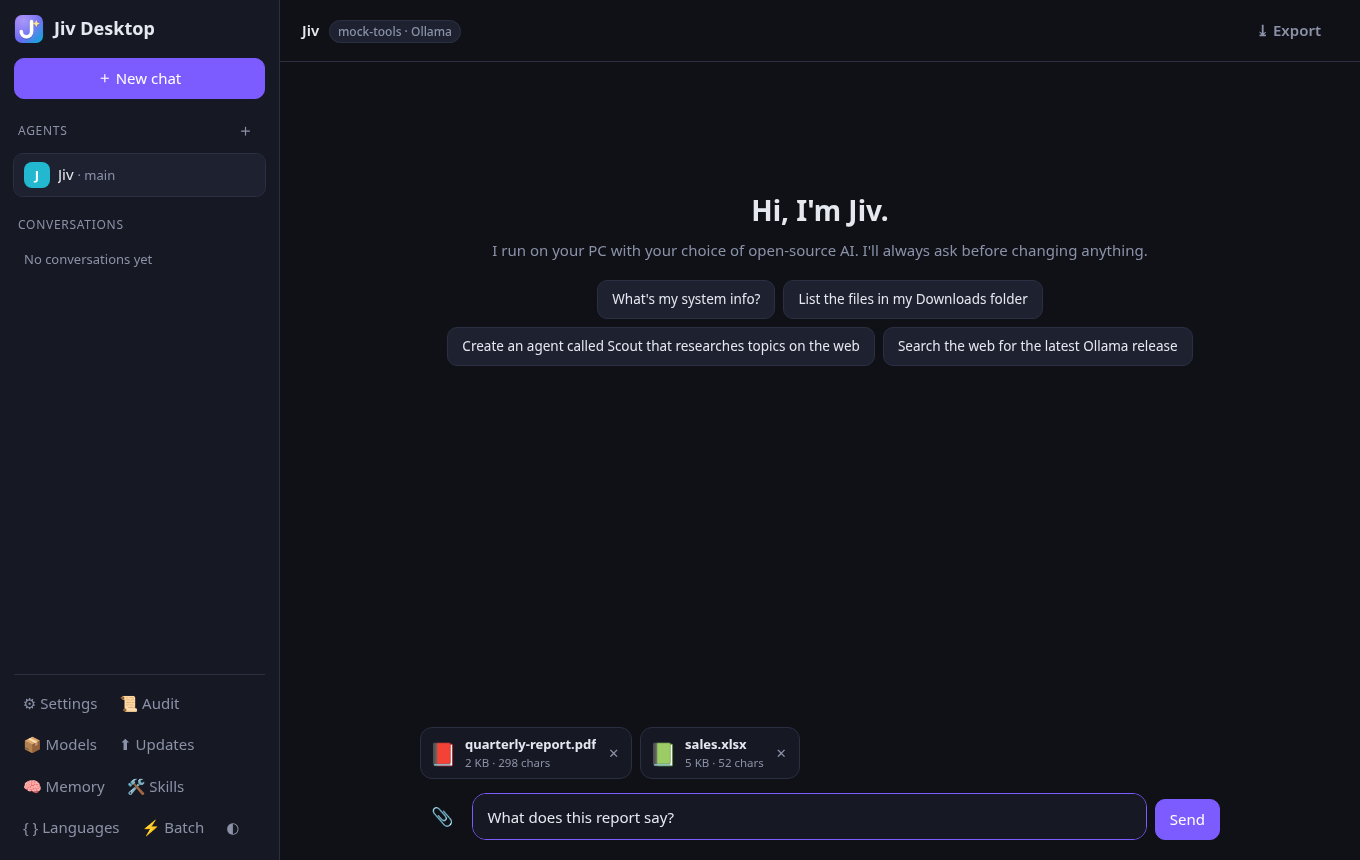 Jiv Desktop
+ New chat
AGENTS +
J Jiv · main
CONVERSATIONS
No conversations yet
⚙ Settings 📜 Audit
📦 Models ⬆ Updates
🧠 Memory 🛠️ Skills
{ } Languages ⚡ Batch ◐
Jiv mock-tools · Ollama ⤓ Export
Hi, I'm Jiv.
I run on your PC with your choice of open-source AI. I'll always ask before changing anything.
What's my system info? List the files in my Downloads folder
Create an agent called Scout that researches topics on the web Search the web for the latest Ollama release
quarterly-report.pdf ✕ sales.xlsx ✕
2 KB · 298 chars 5 KB · 52 chars
What does this report say? Send